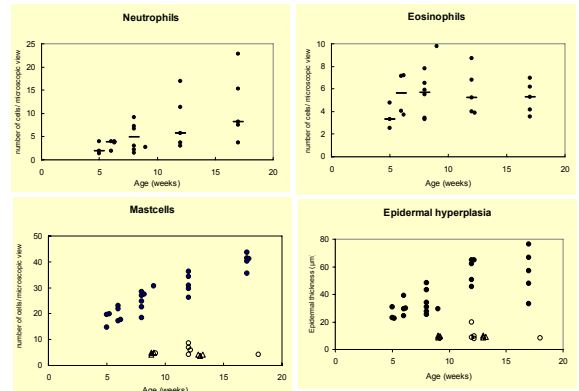 Neutrophils
number of cells/ microscopic view
25
20
15
10
5
0
0 5 10 15 20
Age (weeks)
Eosinophils
number of cells/ microscopic view
10
8
6
4
2
0
0 5 10 15 20
Age (weeks)
Mastcells
number of cells/microscopic view
50
40
30
20
10
0
0 5 10 15 20
Age (weeks)
Epidermal hyperplasia
Epidermal thickness (µm
80
60
40
20
0
0 5 10 15 20
Age (weeks)